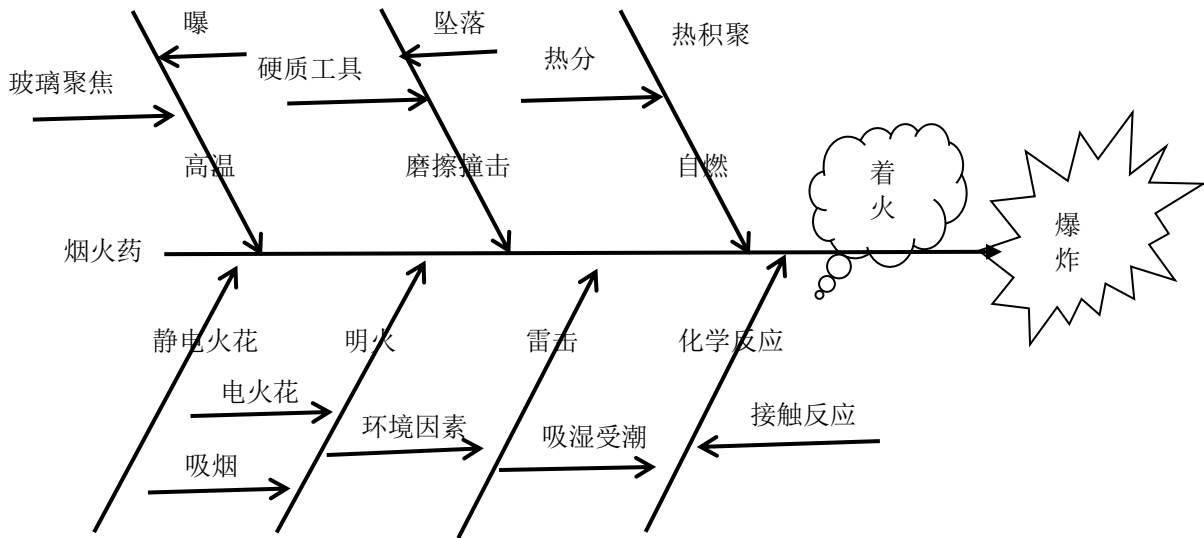 曝
坠落
热积聚
玻璃聚焦
硬质工具
热分
高温
磨擦撞击
自燃
着
火
烟火药
爆
炸
静电火花
明火
雷击
化学反应
电火花
环境因素
吸湿受潮
接触反应
吸烟